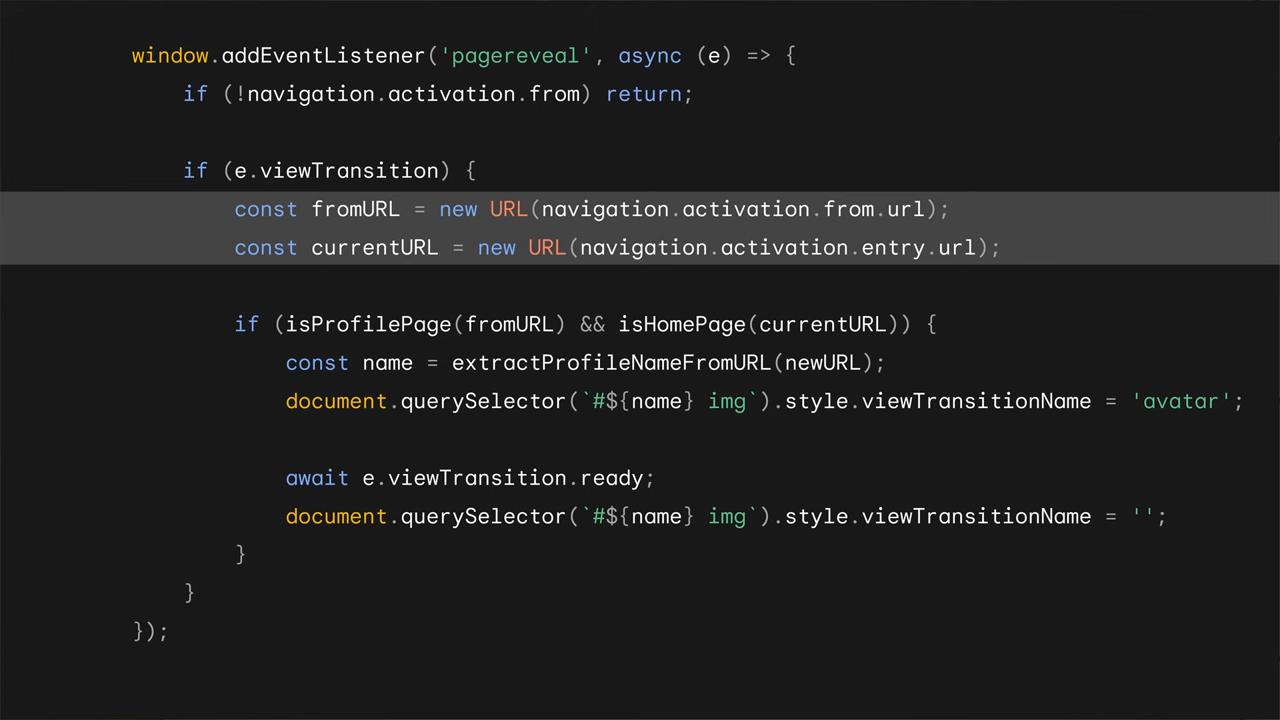 window.addEventListener('pagereveal', async (e) => {
if (!navigation.activation.from) return;
if (e.viewTransition) {
const fromURL = new URL(navigation.activation.from.url);
const currentURL = new URL(navigation.activation.entry.url);
if (isProfilePage(fromURL) && isHomePage(currentURL)) {
const name = extractProfileNameFromURL(newURL);
document.querySelector(`#${name} img`).style.viewTransitionName = 'avatar';
await e.viewTransition.ready;
document.querySelector(`#${name} img`).style.viewTransitionName = '';
}
}
});